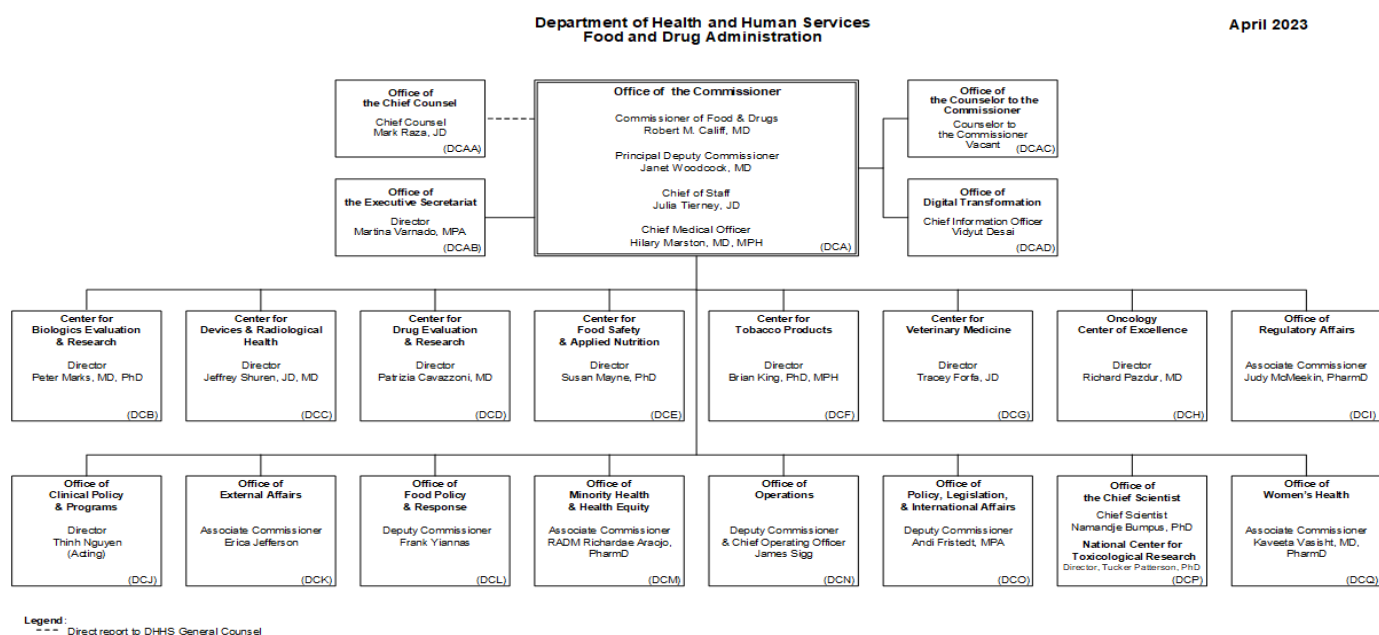 Department of Health and Human Services
Food and Drug Administration
April 2023
Office of
the Chief Counsel
Chief Counsel
Mark Raza, JD
(DCAA)
Office of the Commissioner
Commissioner of Food & Drugs
Robert M. Califf, MD
Principal Deputy Commissioner
Janet Woodcock, MD
Chief of Staff
Julia Tierney, JD
Chief Medical Officer
Hilary Marston, MD, MPH
(DCA)
Office of
the Counselor to the
Commissioner
Counselor to
the Commissioner
Vacant
(DCAC)
Office of
the Executive Secretariat
Director
Martina Varnado, MPA
(DCAB)
Office of
Digital Transformation
Chief Information Officer
Vidyut Desai
(DCAD)
Center for
Biologics Evaluation
& Research
Director
Peter Marks, MD, PhD
(DCB)
Center for
Devices & Radiological
Health
Director
Jeffrey Shuren, JD, MD
(DCC)
Center for
Drug Evaluation
& Research
Director
Patrizia Cavazzoni, MD
(DCD)
Center for
Food Safety
& Applied Nutrition
Director
Susan Mayne, PhD
(DCE)
Center for
Tobacco Products
Director
Brian King, PhD, MPH
(DCF)
Center for
Veterinary Medicine
Director
Tracey Forfa, JD
(DCG)
Oncology
Center of Excellence
Director
Richard Pazdur, MD
(DCH)
Office of
Regulatory Affairs
Associate Commissioner
Judy McMeekin, PharmD
(DCI)
Office of
Clinical Policy
& Programs
Director
Thinh Nguyen
(Acting)
(DCJ)
Office of
External Affairs
Associate Commissioner
Erica Jefferson
(DCK)
Office of
Food Policy
& Response
Deputy Commissioner
Frank Yiannas
(DCL)
Office of
Minority Health
& Health Equity
Associate Commissioner
RADM Richardae Araojo,
PharmD
(DCM)
Office of
Operations
Deputy Commissioner
& Chief Operating Officer
James Sigg
(DCN)
Office of
Policy, Legislation,
& International Affairs
Deputy Commissioner
Andi Fristedt, MPA
(DCO)
Office of
the Chief Scientist
Chief Scientist
Namandje Bumpus, PhD
National Center for
Toxicological Research
Director, Tucker Patterson, PhD
(DCP)
Office of
Women's Health
Associate Commissioner
Kaveeta Vasisht, MD,
PharmD
(DCQ)
Legend:
--- Direct report to DHHS General Counsel